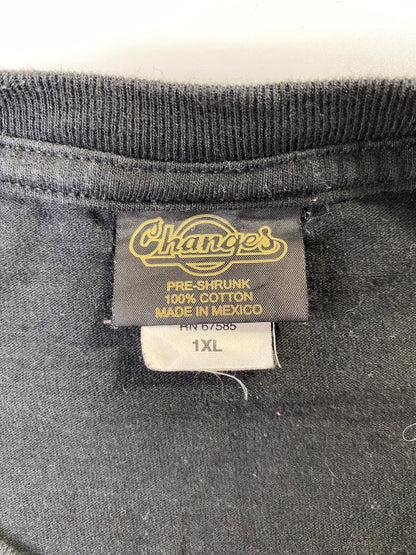 Changes
PRE-SHRUNK
100% COTTON
MADE IN MEXICO
RN 67585
1XL